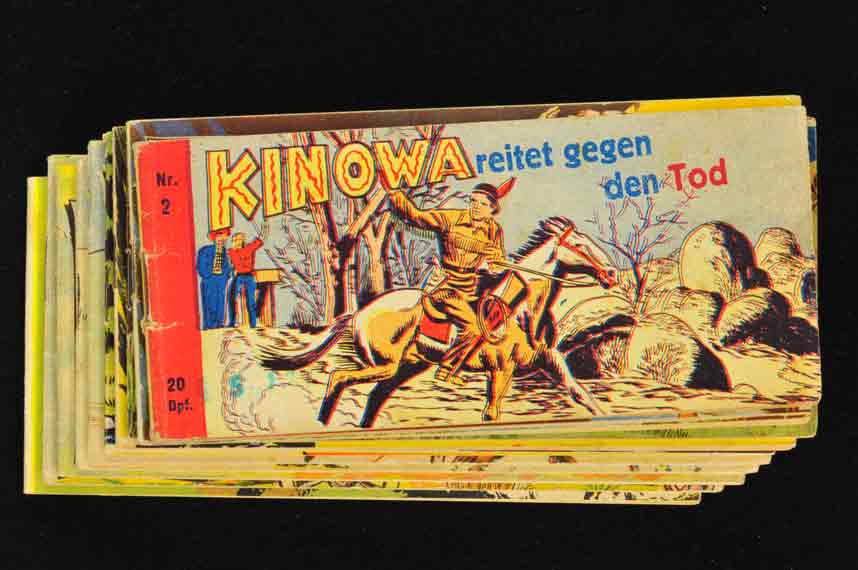 Nr.
2
KINOWA reitet gegen
den Tod
20
Dpf.